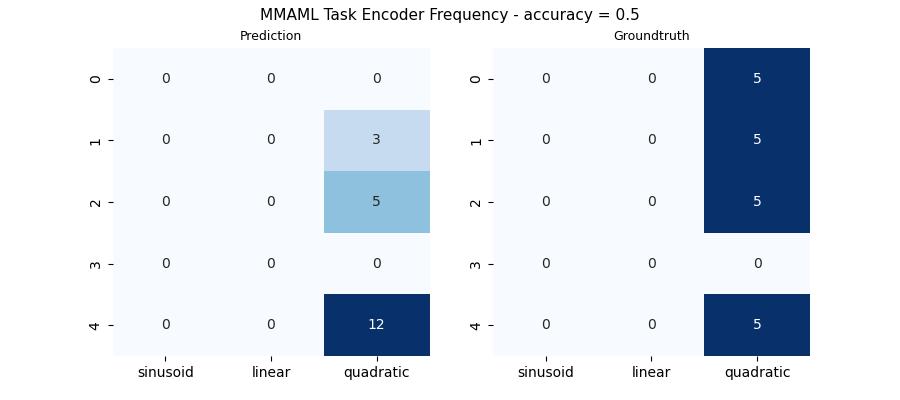 MMAML Task Encoder Frequency - accuracy = 0.5
Prediction
0 0 0 0
1 0 0 3
2 0 0 5
3 0 0 0
4 0 0 12
sinusoid linear quadratic
Groundtruth
0 0 0 5
1 0 0 5
2 0 0 5
3 0 0 0
4 0 0 5
sinusoid linear quadratic